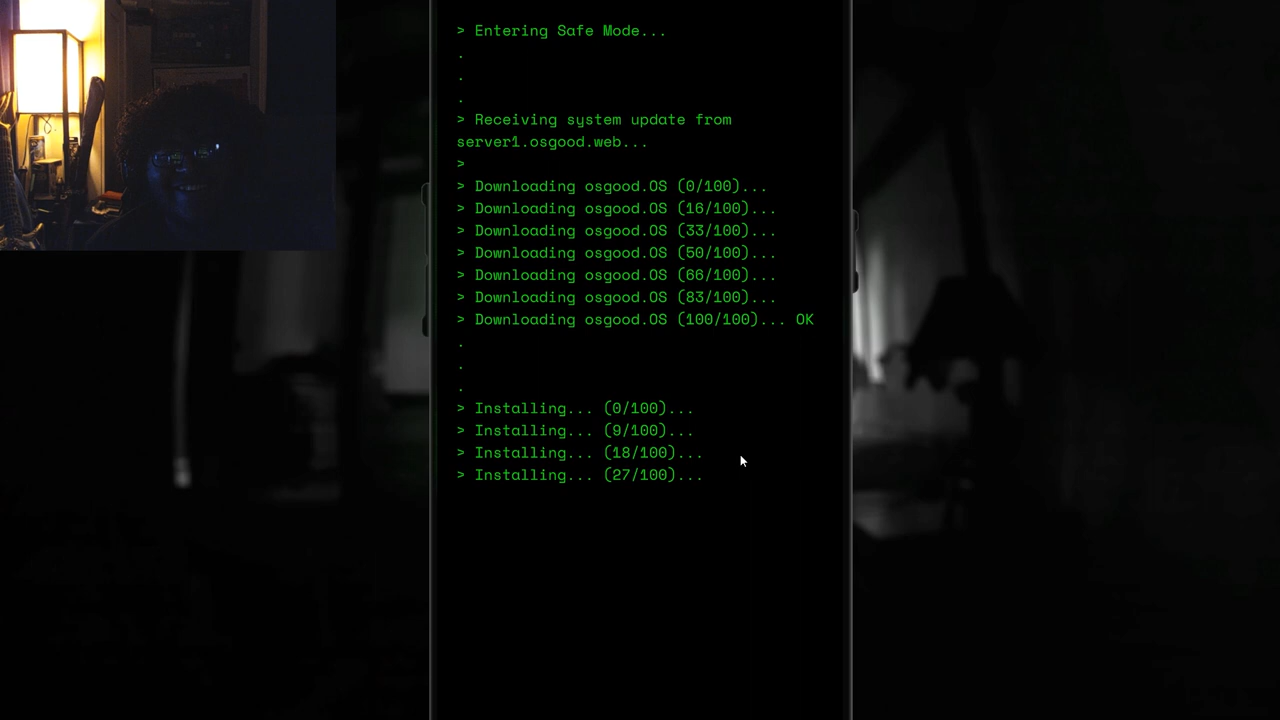 > Entering Safe Mode...
.
.
.
> Receiving system update from
server1.osgood.web...
>
> Downloading osgood.OS (0/100)...
> Downloading osgood.OS (16/100)...
> Downloading osgood.OS (33/100)...
> Downloading osgood.OS (50/100)...
> Downloading osgood.OS (66/100)...
> Downloading osgood.OS (83/100)...
> Downloading osgood.OS (100/100)... OK
.
.
.
> Installing... (0/100)...
> Installing... (9/100)...
> Installing... (18/100)...
> Installing... (27/100)...